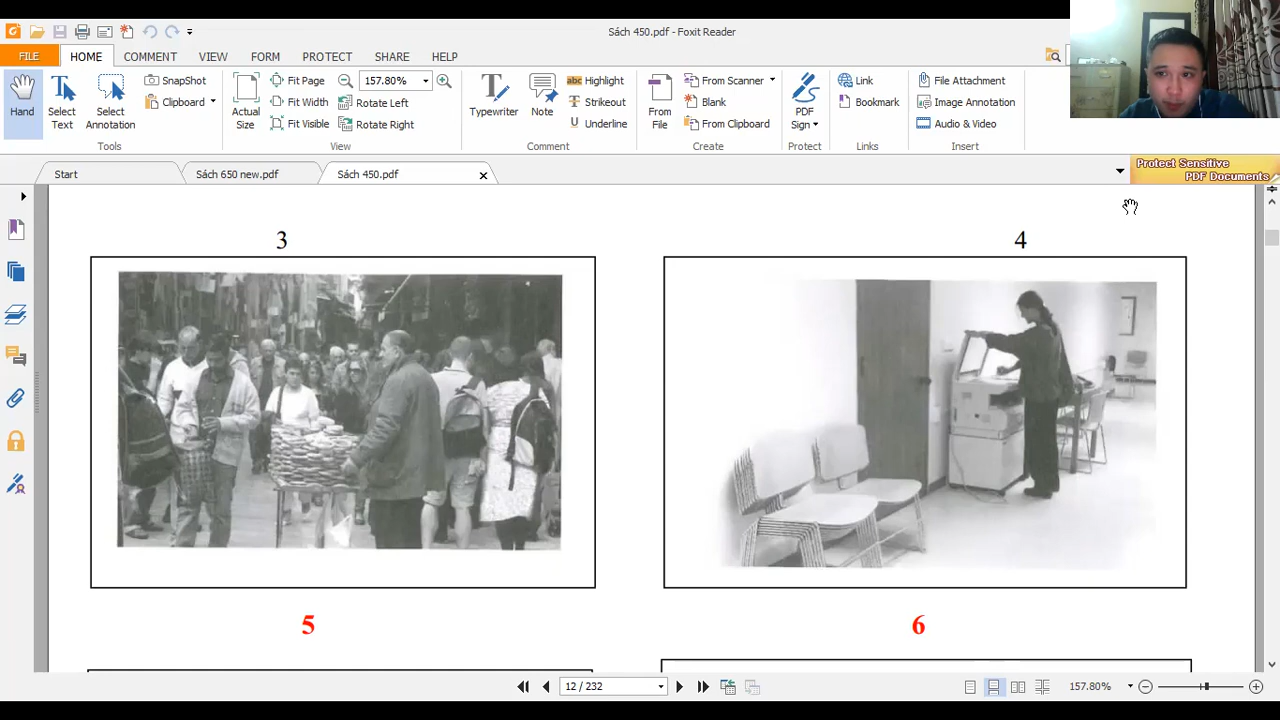 Sách 450.pdf - Foxit Reader
FILE HOME COMMENT VIEW FORM PROTECT SHARE HELP
Hand
Select Text
Select Annotation
SnapShot
Clipboard
Tools
Actual Size
Fit Page
Fit Width
Fit Visible
157.80%
Rotate Left
Rotate Right
View
Typewriter
Note
Highlight
Strikeout
Underline
Comment
From File
From Scanner
Blank
From Clipboard
Create
PDF Sign
Protect
Link
Bookmark
Links
File Attachment
Image Annotation
Audio & Video
Insert
Start
Sách 650 new.pdf
Sách 450.pdf
Protect Sensitive
PDF Documents
3
4
5
6
12 / 232
157.80%